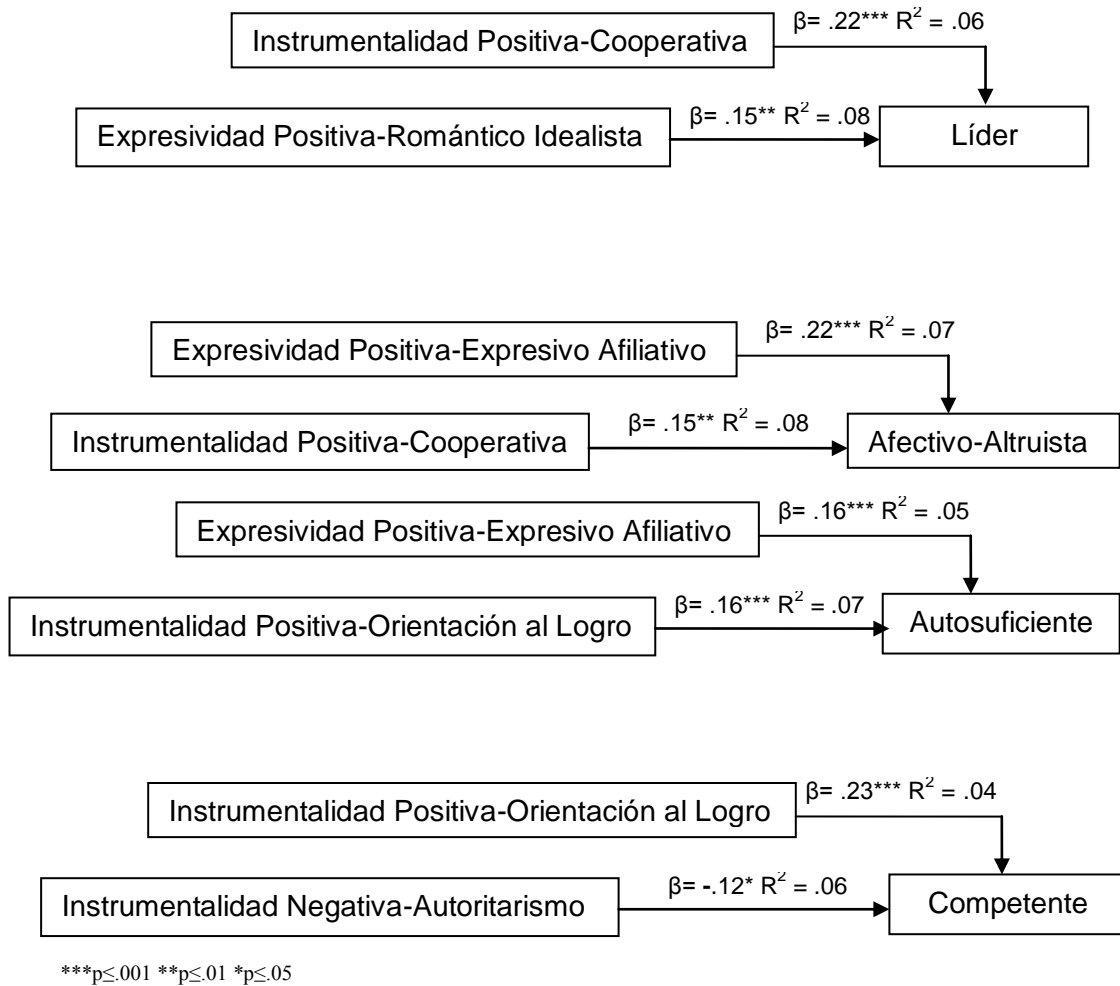 β= .22*** R² = .06
Instrumentalidad Positiva-Cooperativa
β= .15** R² = .08
Expresividad Positiva-Romántico Idealista
Líder
β= .22*** R² = .07
Expresividad Positiva-Expresivo Afiliativo
β= .15** R² = .08
Instrumentalidad Positiva-Cooperativa
Afectivo-Altruista
β= .16*** R² = .05
Expresividad Positiva-Expresivo Afiliativo
β= .16*** R² = .07
Instrumentalidad Positiva-Orientación al Logro
Autosuficiente
β= .23*** R² = .04
Instrumentalidad Positiva-Orientación al Logro
β= -.12* R² = .06
Instrumentalidad Negativa-Autoritarismo
Competente
***p≤.001 **p≤.01 *p≤.05